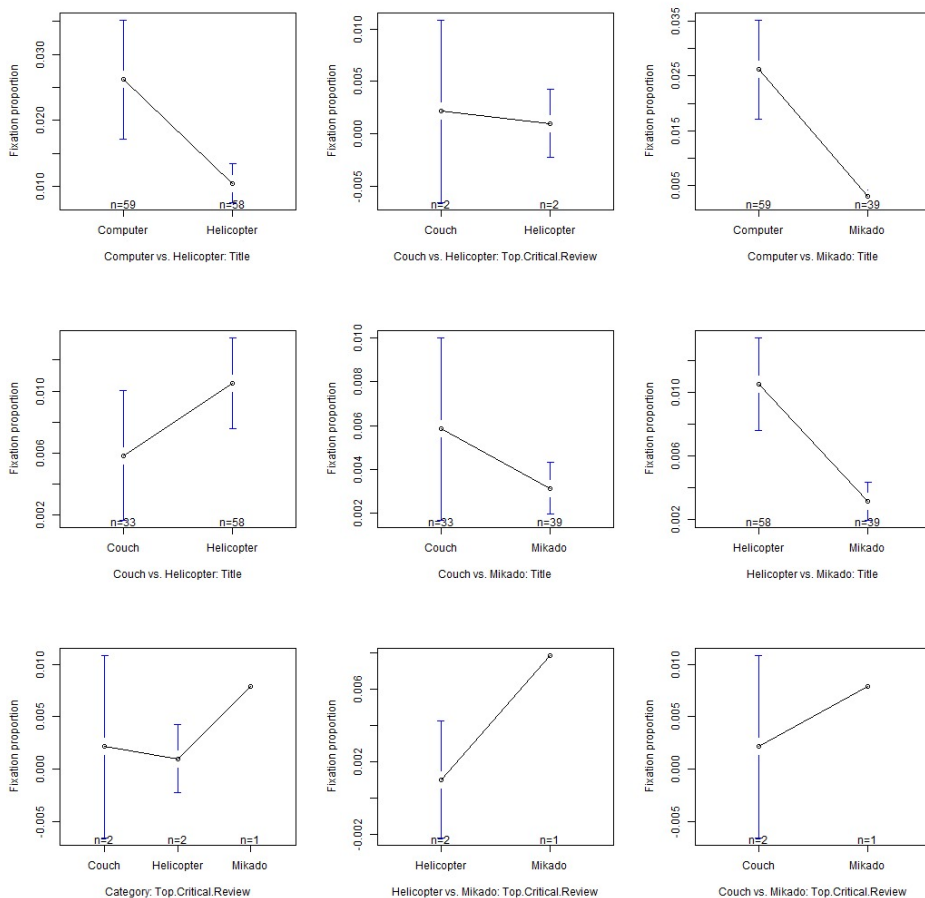 Fixation proportion
0.010 0.020 0.030
n=59 n=58
Computer Helicopter
Computer vs. Helicopter: Title
Fixation proportion
-0.005 0.000 0.005 0.010
n=2 n=2
Couch Helicopter
Couch vs. Helicopter: Top.Critical.Review
Fixation proportion
0.005 0.015 0.025 0.035
n=59 n=39
Computer Mikado
Computer vs. Mikado: Title
Fixation proportion
0.002 0.006 0.010
n=33 n=58
Couch Helicopter
Couch vs. Helicopter: Title
Fixation proportion
0.002 0.004 0.006 0.008 0.010
n=33 n=39
Couch Mikado
Couch vs. Mikado: Title
Fixation proportion
0.002 0.006 0.010
n=58 n=39
Helicopter Mikado
Helicopter vs. Mikado: Title
Fixation proportion
-0.005 0.000 0.005 0.010
n=2 n=2 n=1
Couch Helicopter Mikado
Category: Top.Critical.Review
Fixation proportion
-0.002 0.002 0.006
n=2 n=1
Helicopter Mikado
Helicopter vs. Mikado: Top.Critical.Review
Fixation proportion
-0.005 0.000 0.005 0.010
n=2 n=1
Couch Mikado
Couch vs. Mikado: Top.Critical.Review